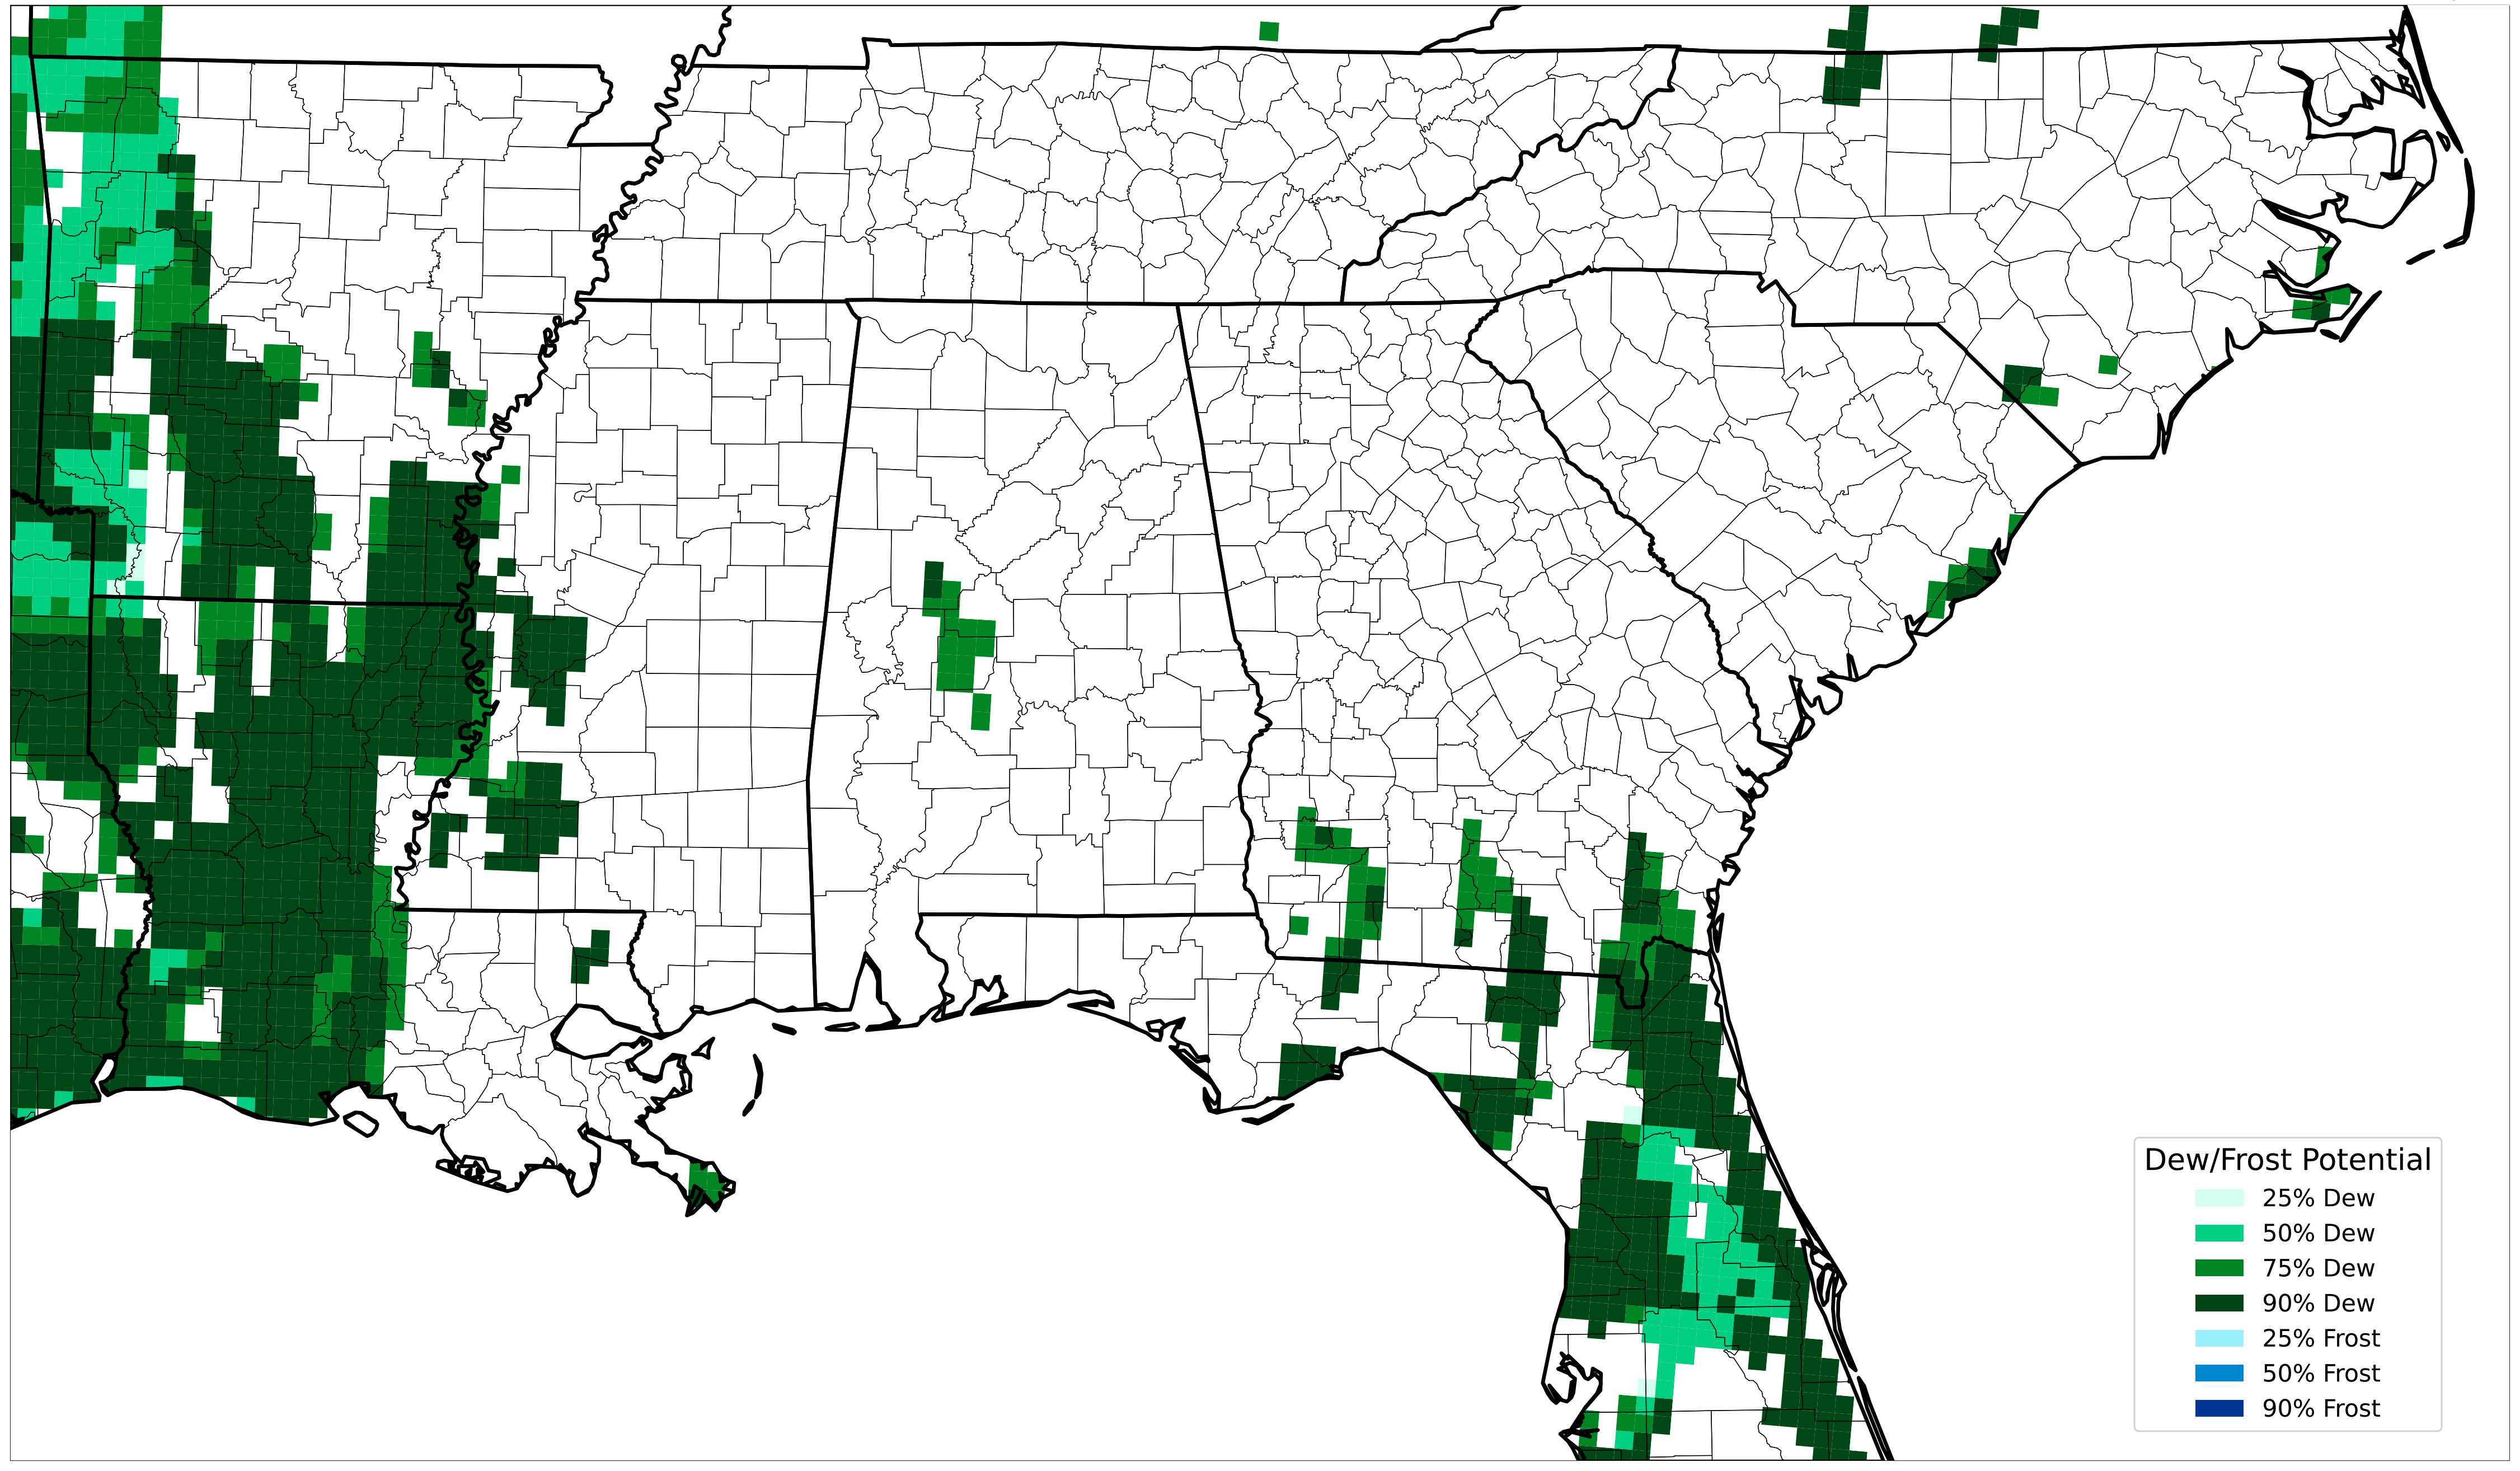 Dew/Frost Potential
25% Dew
50% Dew
75% Dew
90% Dew
25% Frost
50% Frost
90% Frost